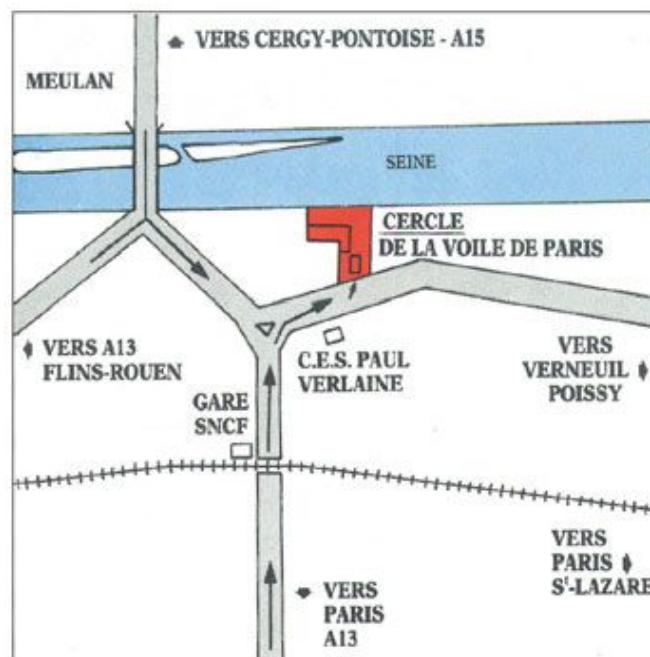 VERS CERGY-PONTOISE - A15
MEULAN
SEINE
CERCLE
DE LA VOILE DE PARIS
VERS A13
FLINS-ROUEN
C.E.S. PAUL
VERLAINE
VERS
VERNEUIL
POISSY
GARE
SNCF
VERS
PARIS
St-LAZARE
VERS
PARIS
A13